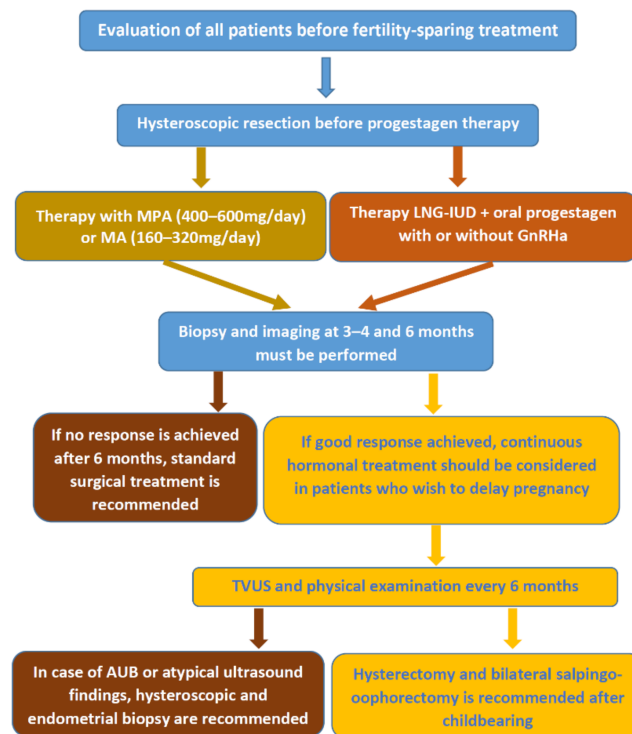 Evaluation of all patients before fertility-sparing treatment
Hysteroscopic resection before progestagen therapy
Therapy with MPA (400–600mg/day)
or MA (160–320mg/day)
Therapy LNG-IUD + oral progestagen
with or without GnRHa
Biopsy and imaging at 3–4 and 6 months
must be performed
If no response is achieved
after 6 months, standard
surgical treatment is
recommended
If good response achieved, continuous
hormonal treatment should be considered
in patients who wish to delay pregnancy
TVUS and physical examination every 6 months
In case of AUB or atypical ultrasound
findings, hysteroscopic and
endometrial biopsy are recommended
Hysterectomy and bilateral salpingo-
oophorectomy is recommended after
childbearing